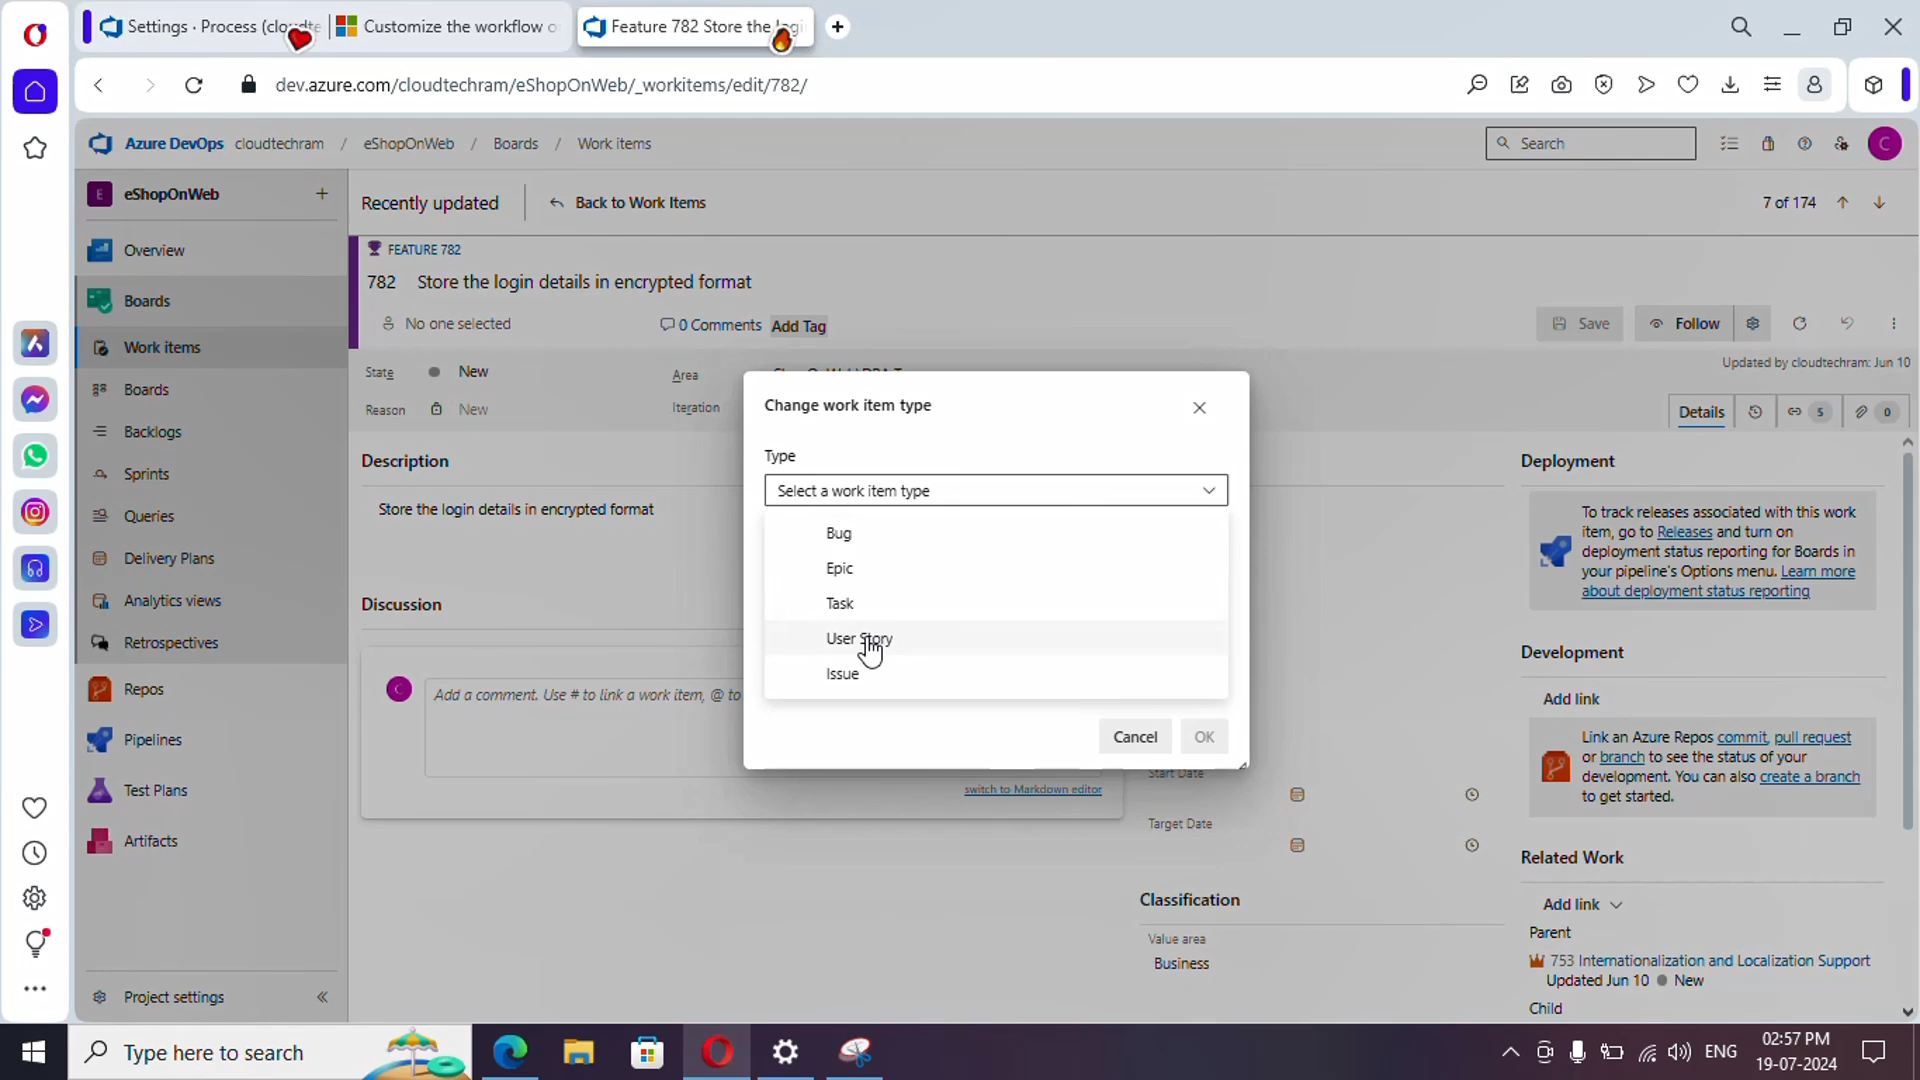 Settings · Process (cloudte
Customize the workflow o
Feature 782 Store the logi
dev.azure.com/cloudtechram/eShopOnWeb/_workitems/edit/782/
Azure DevOps cloudtechram / eShopOnWeb / Boards / Work items
Search
C
E eShopOnWeb
Overview
Boards
Work items
Boards
Backlogs
Sprints
Queries
Delivery Plans
Analytics views
Retrospectives
Repos
Pipelines
Test Plans
Artifacts
Project settings
Recently updated
Back to Work Items
7 of 174
FEATURE 782
782 Store the login details in encrypted format
No one selected
0 Comments
Add Tag
Save
Follow
State New
Area
Updated by cloudtechram: Jun 10
Reason New
Iteration
Details
5
0
Description
Store the login details in encrypted format
Discussion
C
Add a comment. Use # to link a work item, @ to
switch to Markdown editor
Change work item type
Type
Select a work item type
Bug
Epic
Task
User Story
Issue
Cancel
OK
Start Date
Target Date
Classification
Value area
Business
Deployment
To track releases associated with this work
item, go to Releases and turn on
deployment status reporting for Boards in
your pipeline's Options menu. Learn more
about deployment status reporting
Development
Add link
Link an Azure Repos commit, pull request
or branch to see the status of your
development. You can also create a branch
to get started.
Related Work
Add link
Parent
753 Internationalization and Localization Support
Updated Jun 10 New
Child
Type here to search
ENG
02:57 PM
19-07-2024